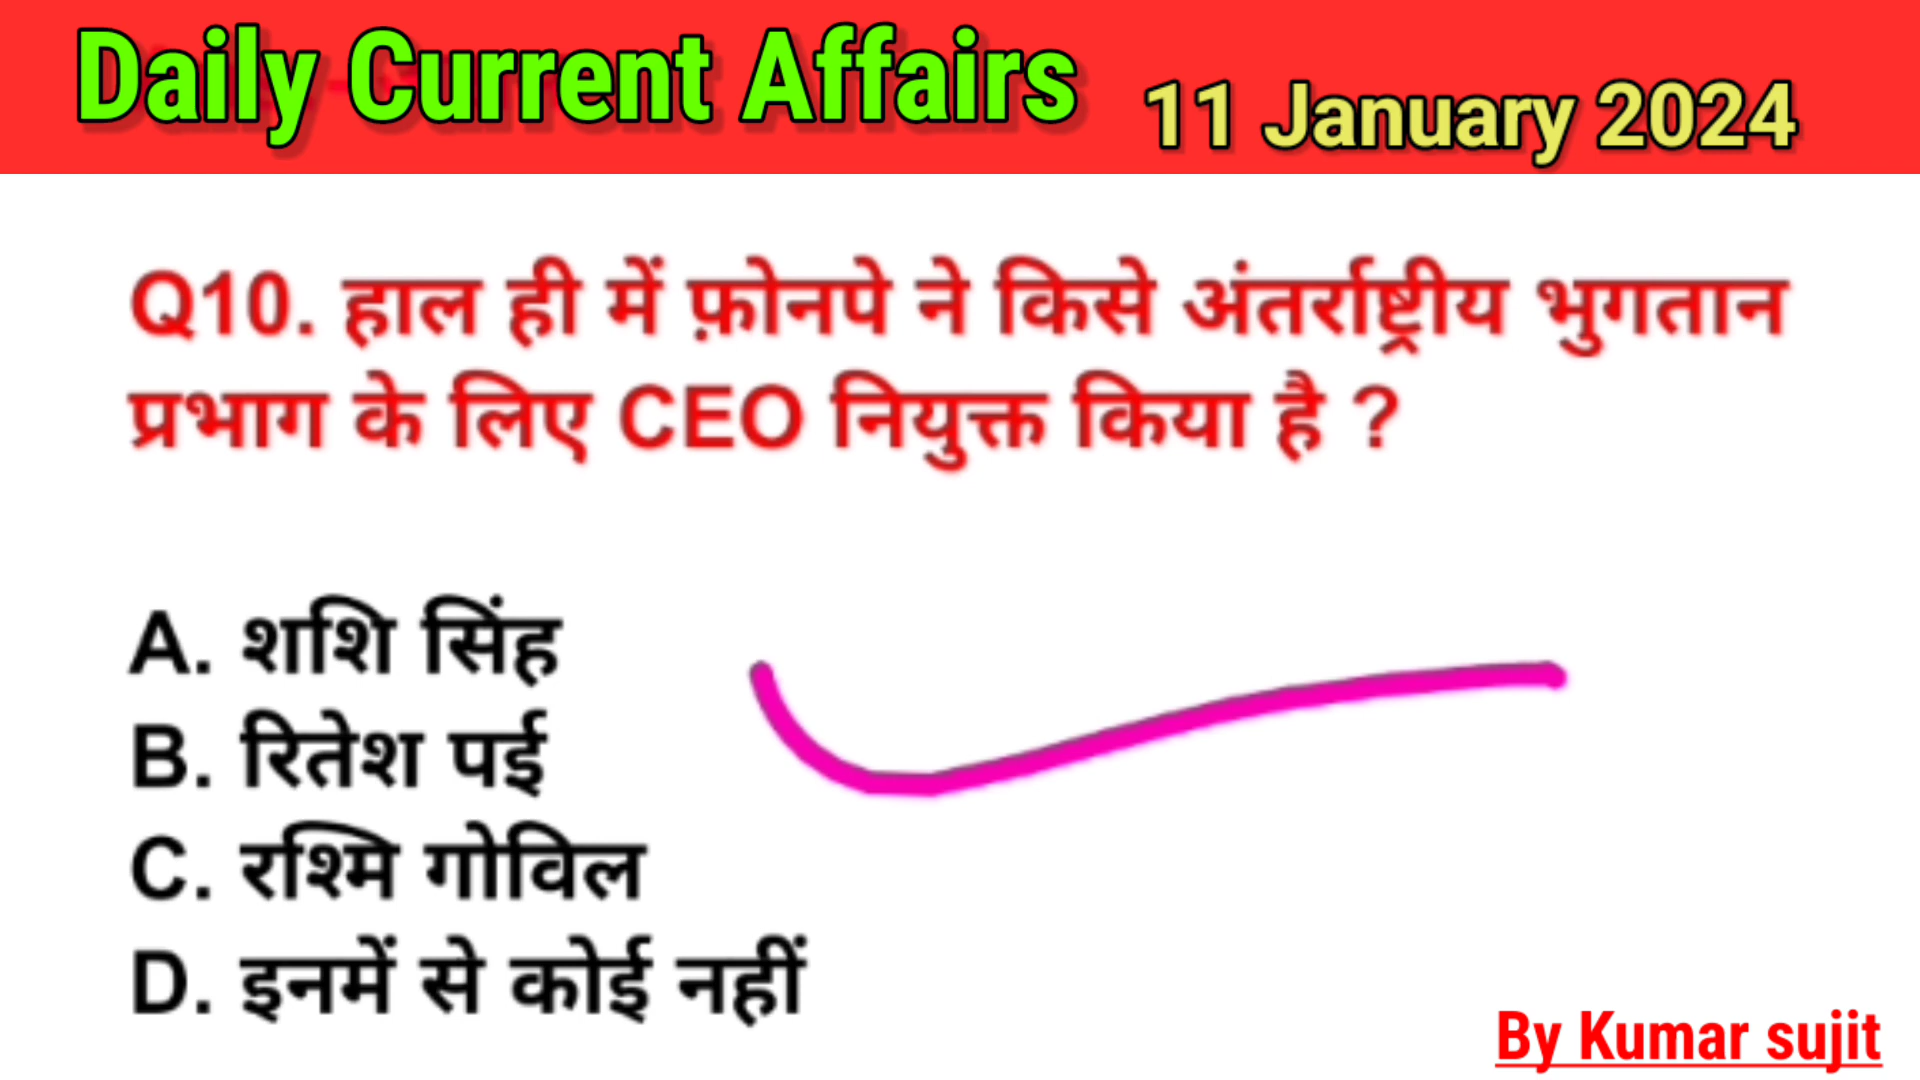 Daily Current Affairs 11 January 2024
Q10. हाल ही में फ़ोनपे ने किसे अंतर्राष्ट्रीय भुगतान
प्रभाग के लिए CEO नियुक्त किया है ?
A. शशि सिंह
B. रितेश पई
C. रश्मि गोविल
D. इनमें से कोई नहीं
By Kumar sujit